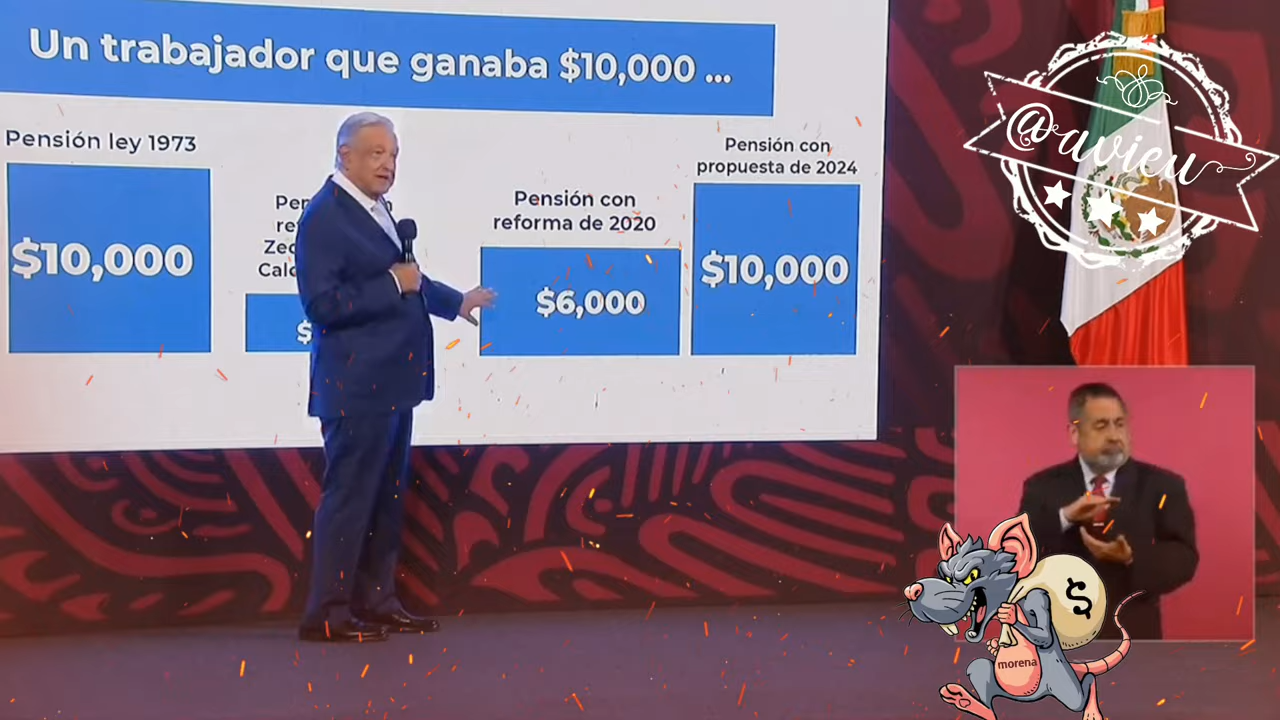 Un trabajador que ganaba $10,000 ...
Pensión ley 1973
$10,000
$
Pensión con
reforma de 2020
$6,000
Pensión con
propuesta de 2024
$10,000
@avieu
morena